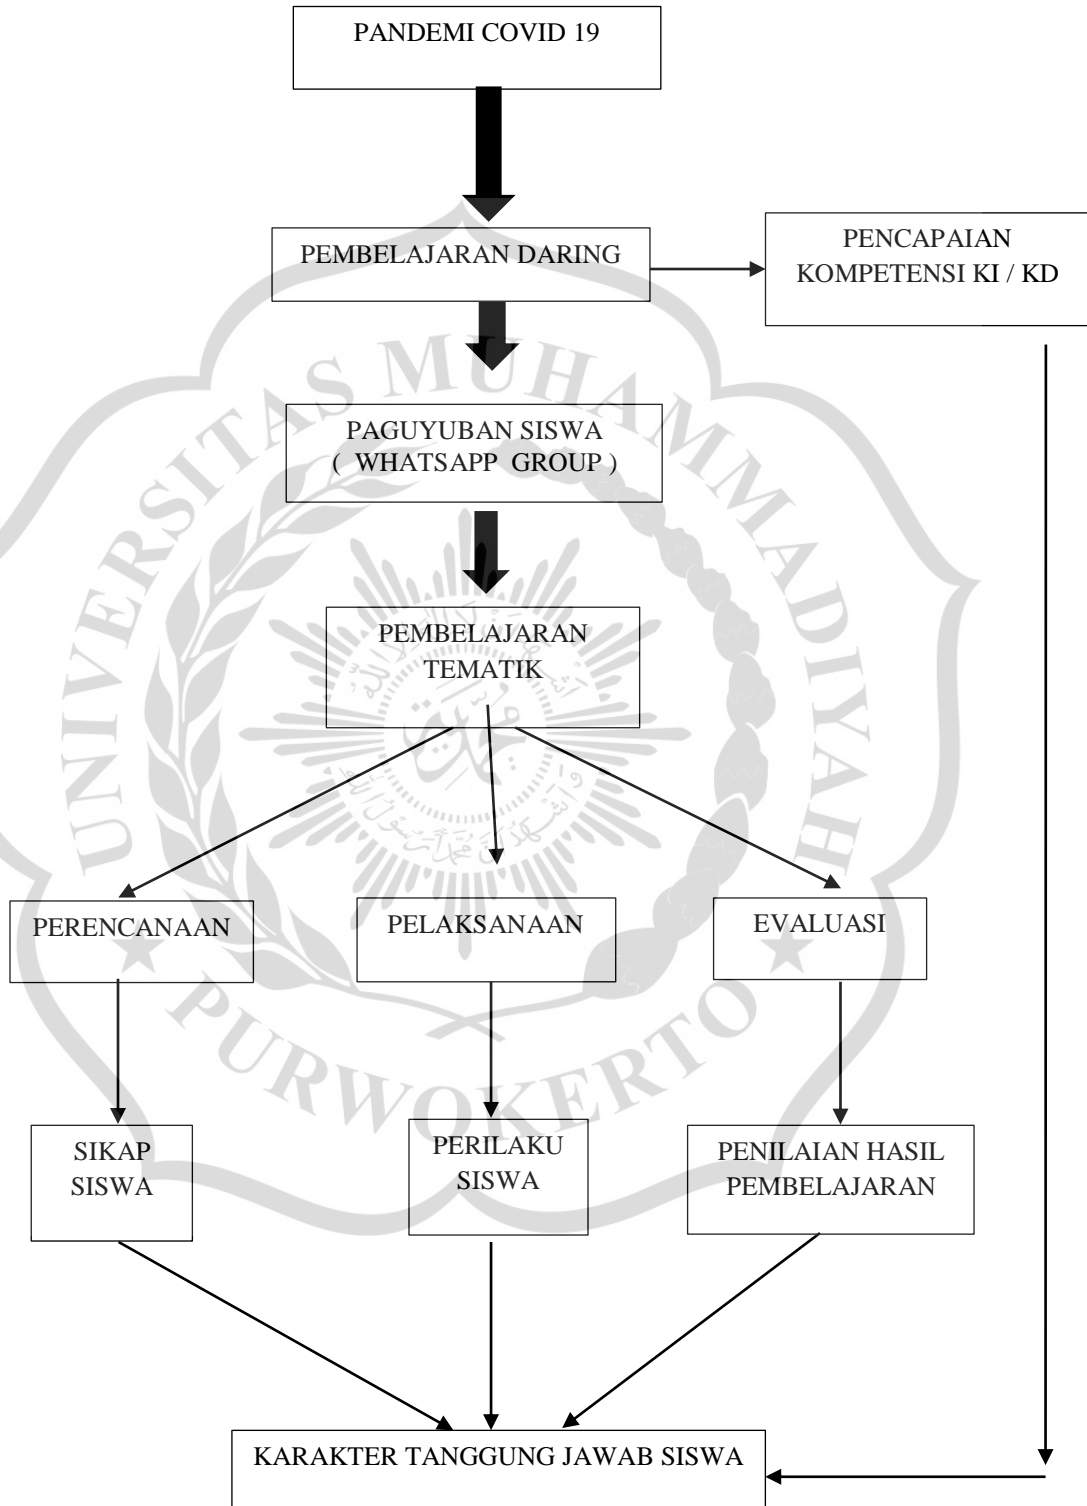 PANDEMI COVID 19
PEMBELAJARAN DARING
PENCAPAIAN
KOMPETENSI KI / KD
PAGUYUBAN SISWA
( WHATSAPP GROUP )
PEMBELAJARAN
TEMATIK
PERENCANAAN
PELAKSANAAN
EVALUASI
SIKAP
SISWA
PERILAKU
SISWA
PENILAIAN HASIL
PEMBELAJARAN
KARAKTER TANGGUNG JAWAB SISWA
UNIVERSITAS MUHAMMADIYAH
PURWOKERTO
محمد